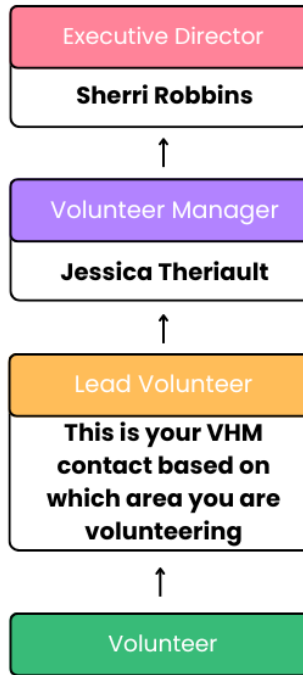 Executive Director
Sherri Robbins
Volunteer Manager
Jessica Theriault
Lead Volunteer
This is your VHM
contact based on
which area you are
volunteering
Volunteer